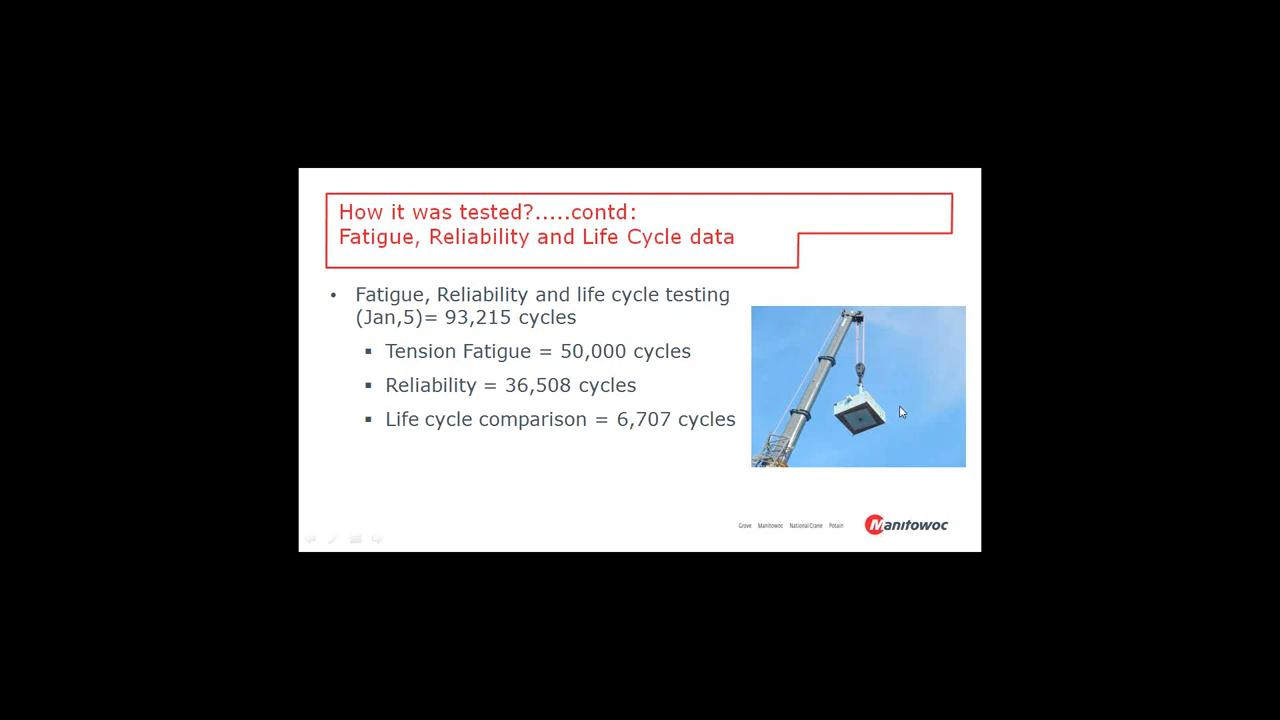 How it was tested?.....contd:
Fatigue, Reliability and Life Cycle data
• Fatigue, Reliability and life cycle testing
(Jan,5)= 93,215 cycles
▪ Tension Fatigue = 50,000 cycles
▪ Reliability = 36,508 cycles
▪ Life cycle comparison = 6,707 cycles
Grove Manitowoc National Crane Potain Manitowoc